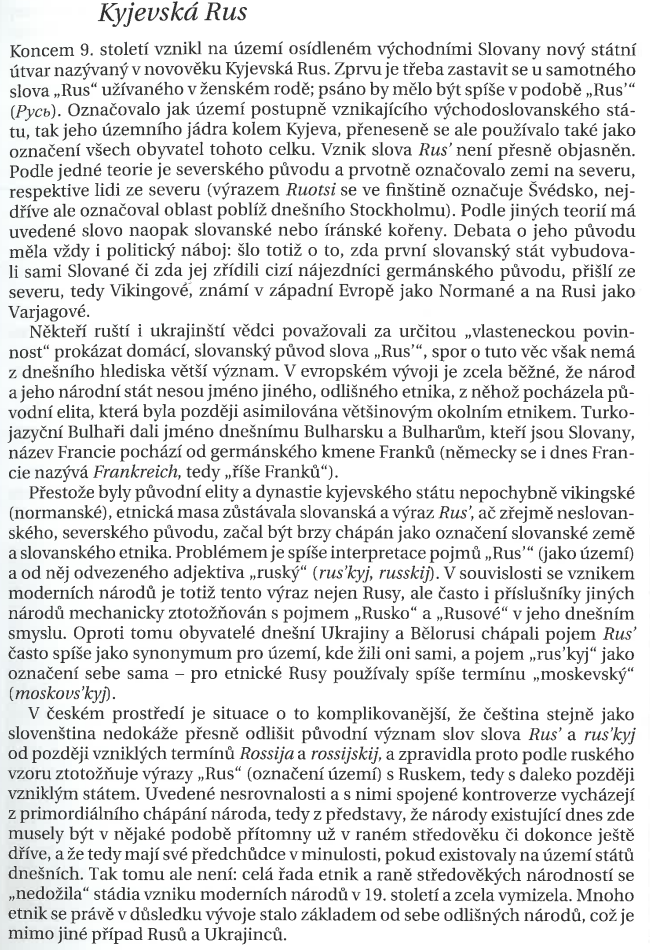 Kyjevská Rus
Koncem 9. století vznikl na území osídleném východními Slovany nový státní
útvar nazývaný v novověku Kyjevská Rus. Zprvu je třeba zastavit se u samotného
slova „Rus“ užívaného v ženském rodě; psáno by mělo být spíše v podobě „Rus’“
(Русь). Označovalo jak území postupně vznikajícího východoslovanského stá-
tu, tak jeho územního jádra kolem Kyjeva, přeneseně se ale používalo také jako
označení všech obyvatel tohoto celku. Vznik slova Rus’ není přesně objasněn.
Podle jedné teorie je severského původu a prvotně označovalo zemi na severu,
respektive lidi ze severu (výrazem Ruotsi se ve finštině označuje Švédsko, nej-
dříve ale označoval oblast poblíž dnešního Stockholmu). Podle jiných teorií má
uvedené slovo naopak slovanské nebo íránské kořeny. Debata o jeho původu
měla vždy i politický náboj: šlo totiž o to, zda první slovanský stát vybudova-
li sami Slované či zda jej zřídili cizí nájezdníci germánského původu, přišlí ze
severu, tedy Vikingové, známí v západní Evropě jako Normané a na Rusi jako
Varjagové.
Někteří ruští i ukrajinští vědci považovali za určitou „vlasteneckou povin-
nost“ prokázat domácí, slovanský původ slova „Rus’“, spor o tuto věc však nemá
z dnešního hlediska větší význam. V evropském vývoji je zcela běžné, že národ
a jeho národní stát nesou jméno jiného, odlišného etnika, z něhož pocházela pů-
vodní elita, která byla později asimilována většinovým okolním etnikem. Turko-
jazyční Bulhaři dali jméno dnešnímu Bulharsku a Bulharům, kteří jsou Slovany,
název Francie pochází od germánského kmene Franků (německy se i dnes Fran-
cie nazývá Frankreich, tedy „říše Franků“).
Přestože byly původní elity a dynastie kyjevského státu nepochybně vikingské
(normanské), etnická masa zůstávala slovanská a výraz Rus’, ač zřejmě neslovan-
ského, severského původu, začal být brzy chápán jako označení slovanské země
a slovanského etnika. Problémem je spíše interpretace pojmů „Rus’“ (jako území)
a od něj odvezeného adjektiva „ruský“ (rus’kyj, russkij). V souvislosti se vznikem
moderních národů je totiž tento výraz nejen Rusy, ale často i příslušníky jiných
národů mechanicky ztotožňován s pojmem „Rusko“ a „Rusové“ v jeho dnešním
smyslu. Oproti tomu obyvatelé dnešní Ukrajiny a Bělorusi chápali pojem Rus’
často spíše jako synonymum pro území, kde žili oni sami, a pojem „rus’kyj“ jako
označení sebe sama – pro etnické Rusy používaly spíše termínu „moskevský“
(moskovs’kyj).
V českém prostředí je situace o to komplikovanější, že čeština stejně jako
slovenština nedokáže přesně odlišit původní význam slov slova Rus’ a rus’kyj
od později vzniklých termínů Rossija a rossijskij, a zpravidla proto podle ruského
vzoru ztotožňuje výrazy „Rus“ (označení území) s Ruskem, tedy s daleko později
vzniklým státem. Uvedené nesrovnalosti a s nimi spojené kontroverze vycházejí
z primordiálního chápání národa, tedy z představy, že národy existující dnes zde
musely být v nějaké podobě přítomny už v raném středověku či dokonce ještě
dříve, a že tedy mají své předchůdce v minulosti, pokud existovaly na území států
dnešních. Tak tomu ale není: celá řada etnik a raně středověkých národností se
„nedožila“ stádia vzniku moderních národů v 19. století a zcela vymizela. Mnoho
etnik se právě v důsledku vývoje stalo základem od sebe odlišných národů, což je
mimo jiné případ Rusů a Ukrajinců.